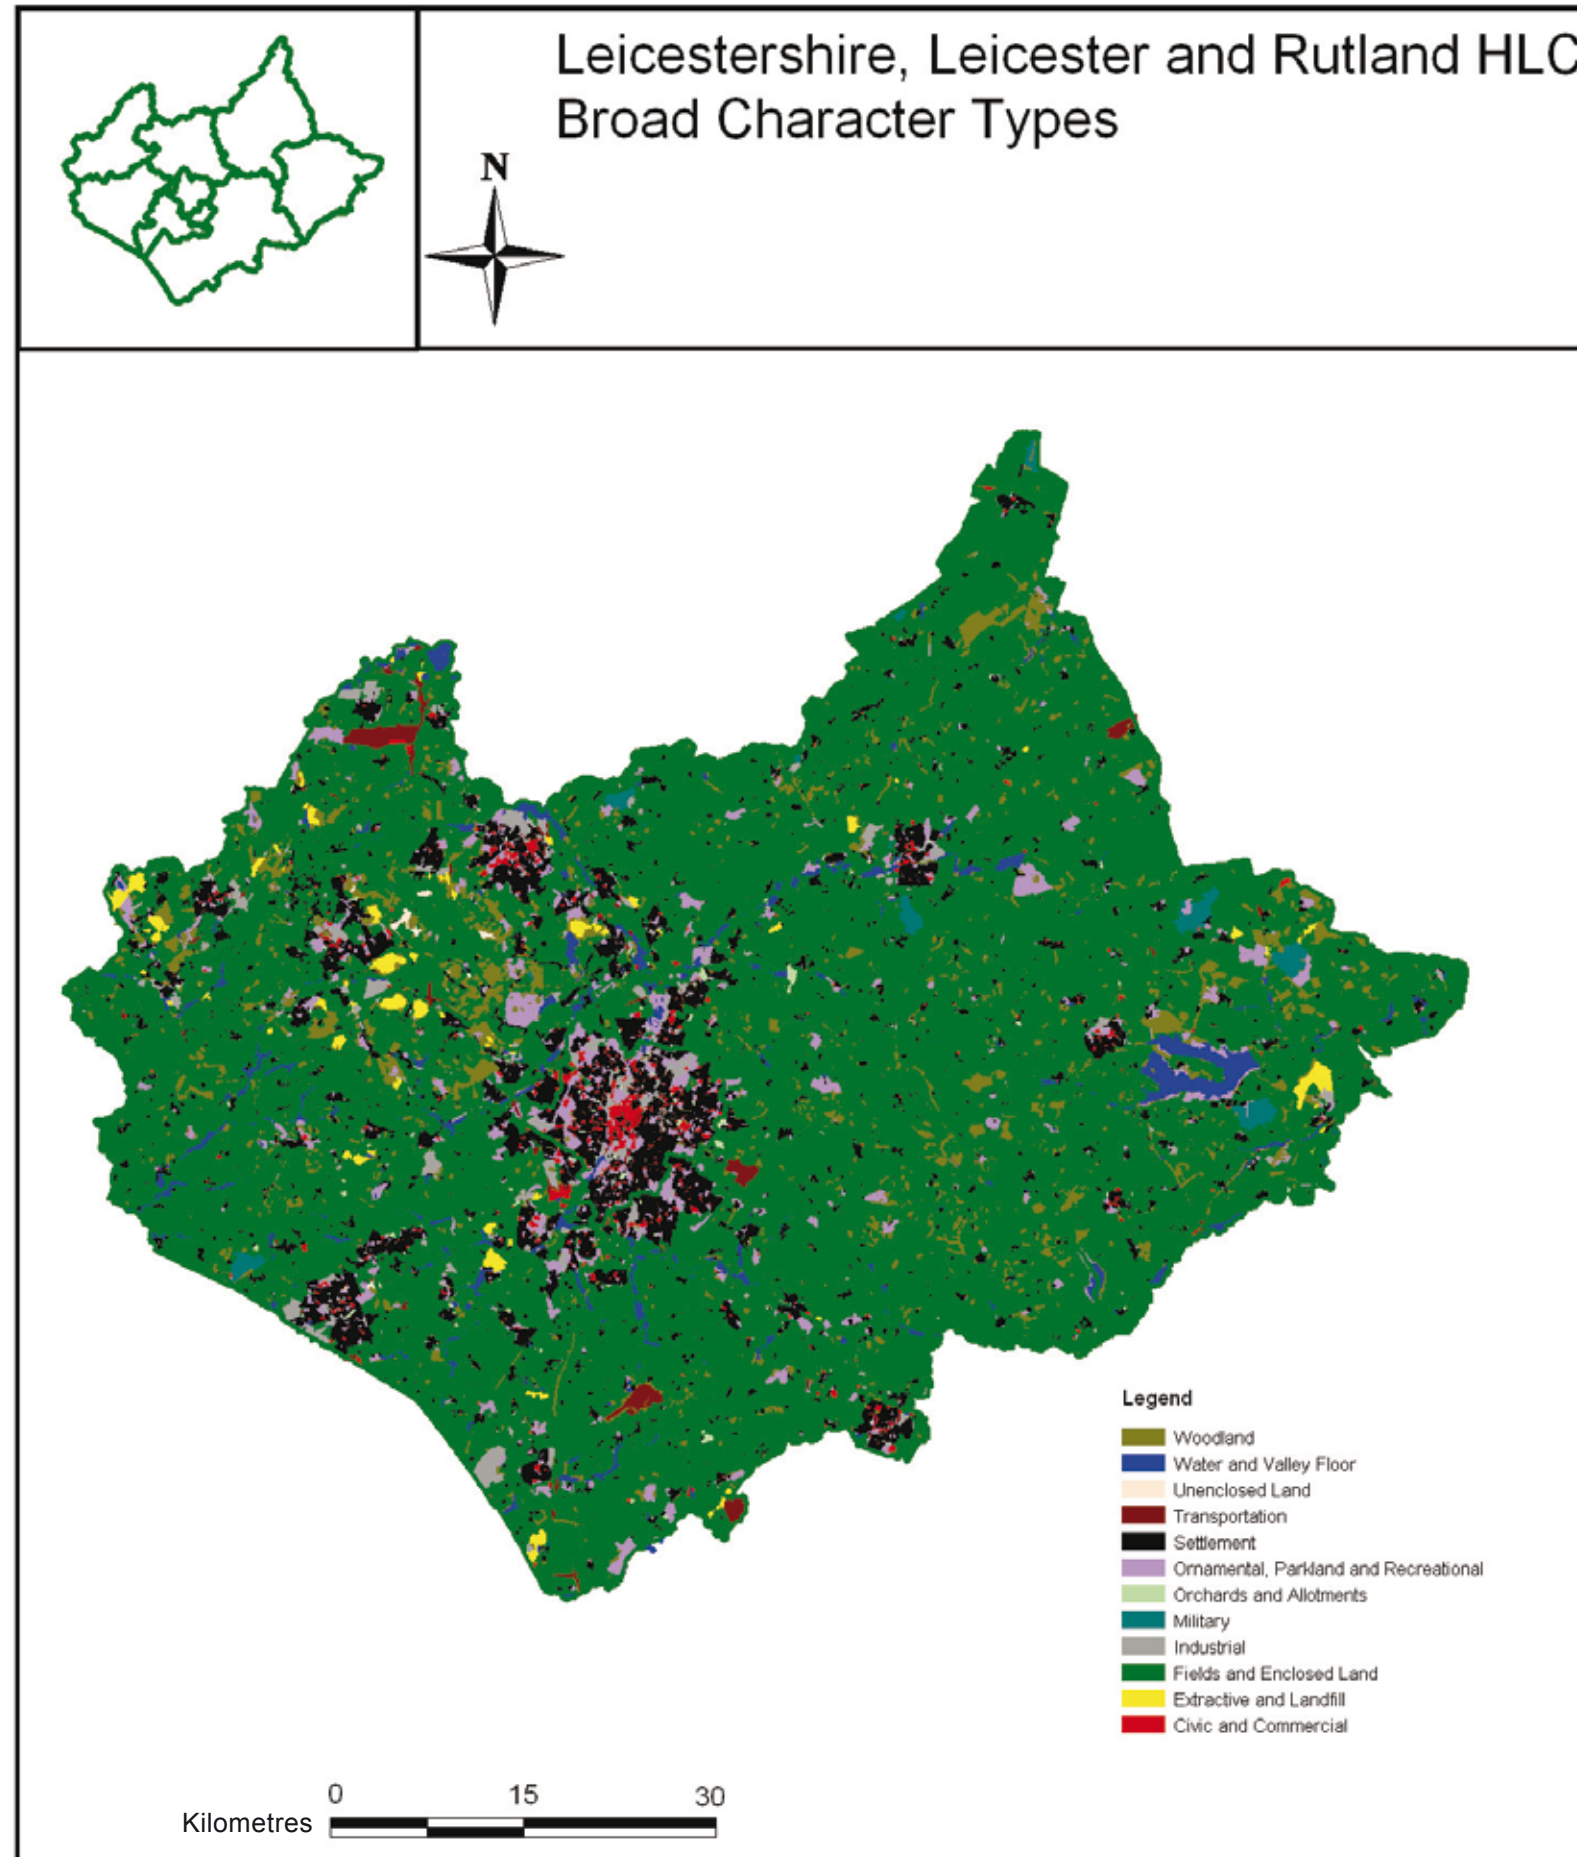 Leicestershire, Leicester and Rutland HLC
Broad Character Types
N
Legend
Woodland
Water and Valley Floor
Unenclosed Land
Transportation
Settlement
Ornamental, Parkland and Recreational
Orchards and Allotments
Military
Industrial
Fields and Enclosed Land
Extractive and Landfill
Civic and Commercial
0 15 30
Kilometres